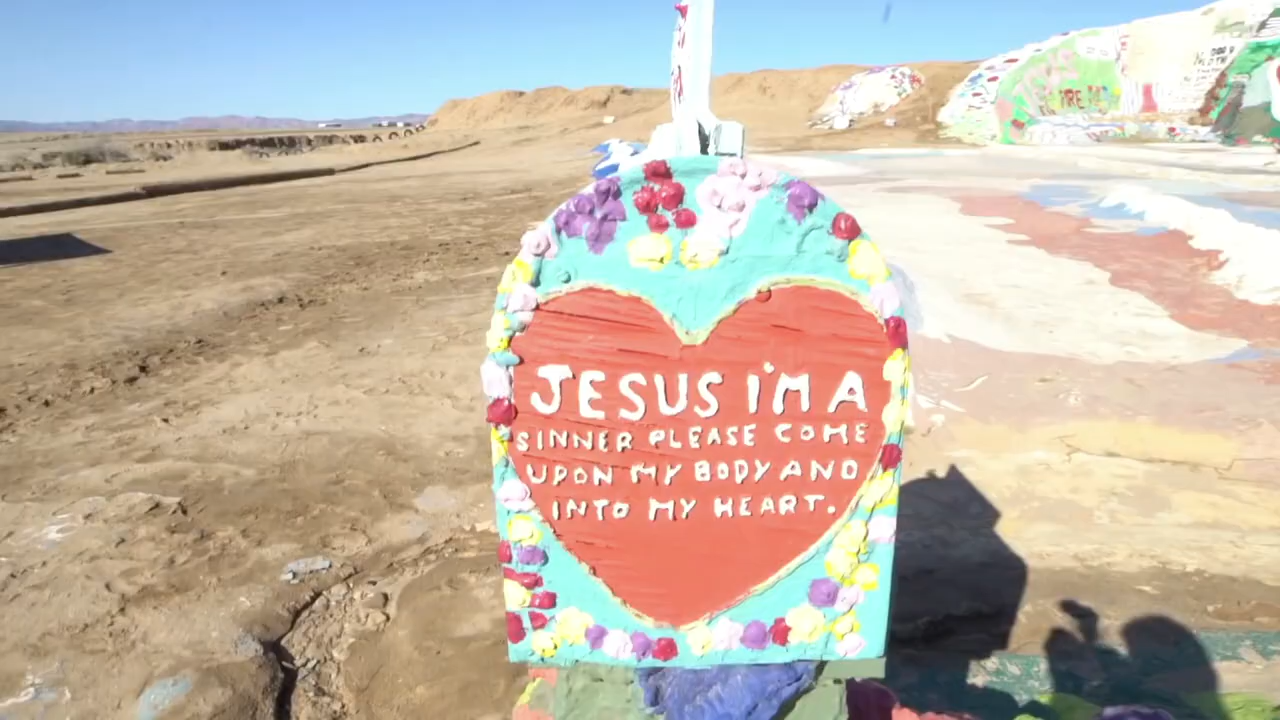 JESUS I'M A
SINNER PLEASE COME
UPON MY BODY AND
INTO MY HEART.